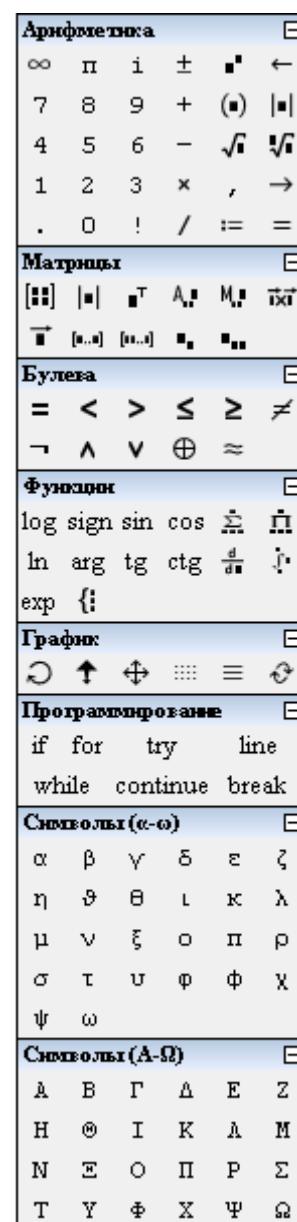 Арифметика
∞ π i ± ▪▪ ←
7 8 9 + (▪) |▪|
4 5 6 − √▪ ▪√▪
1 2 3 × , →
. 0 ! / := =
Матрицы
[▪▪] |▪| ▪ᵀ A▪▪ M▪▪ ixi
[▪..▪] [▪▪..▪] ▪▪ ▪▪▪
Булева
= < > ≤ ≥ ≠
¬ ∧ ∨ ⊕ ≈
Функции
log sign sin cos Σ Π
ln arg tg ctg d/d▪ ∫▪
exp {
График
Программирование
if for try line
while continue break
Символы (α-ω)
α β γ δ ε ζ
η ϑ θ ι κ λ
μ ν ξ ο π ρ
σ τ υ φ ϕ χ
ψ ω
Символы (Α-Ω)
Α Β Γ Δ Ε Ζ
Η Θ Ι Κ Λ Μ
Ν Ξ Ο Π Ρ Σ
Τ Υ Φ Χ Ψ Ω